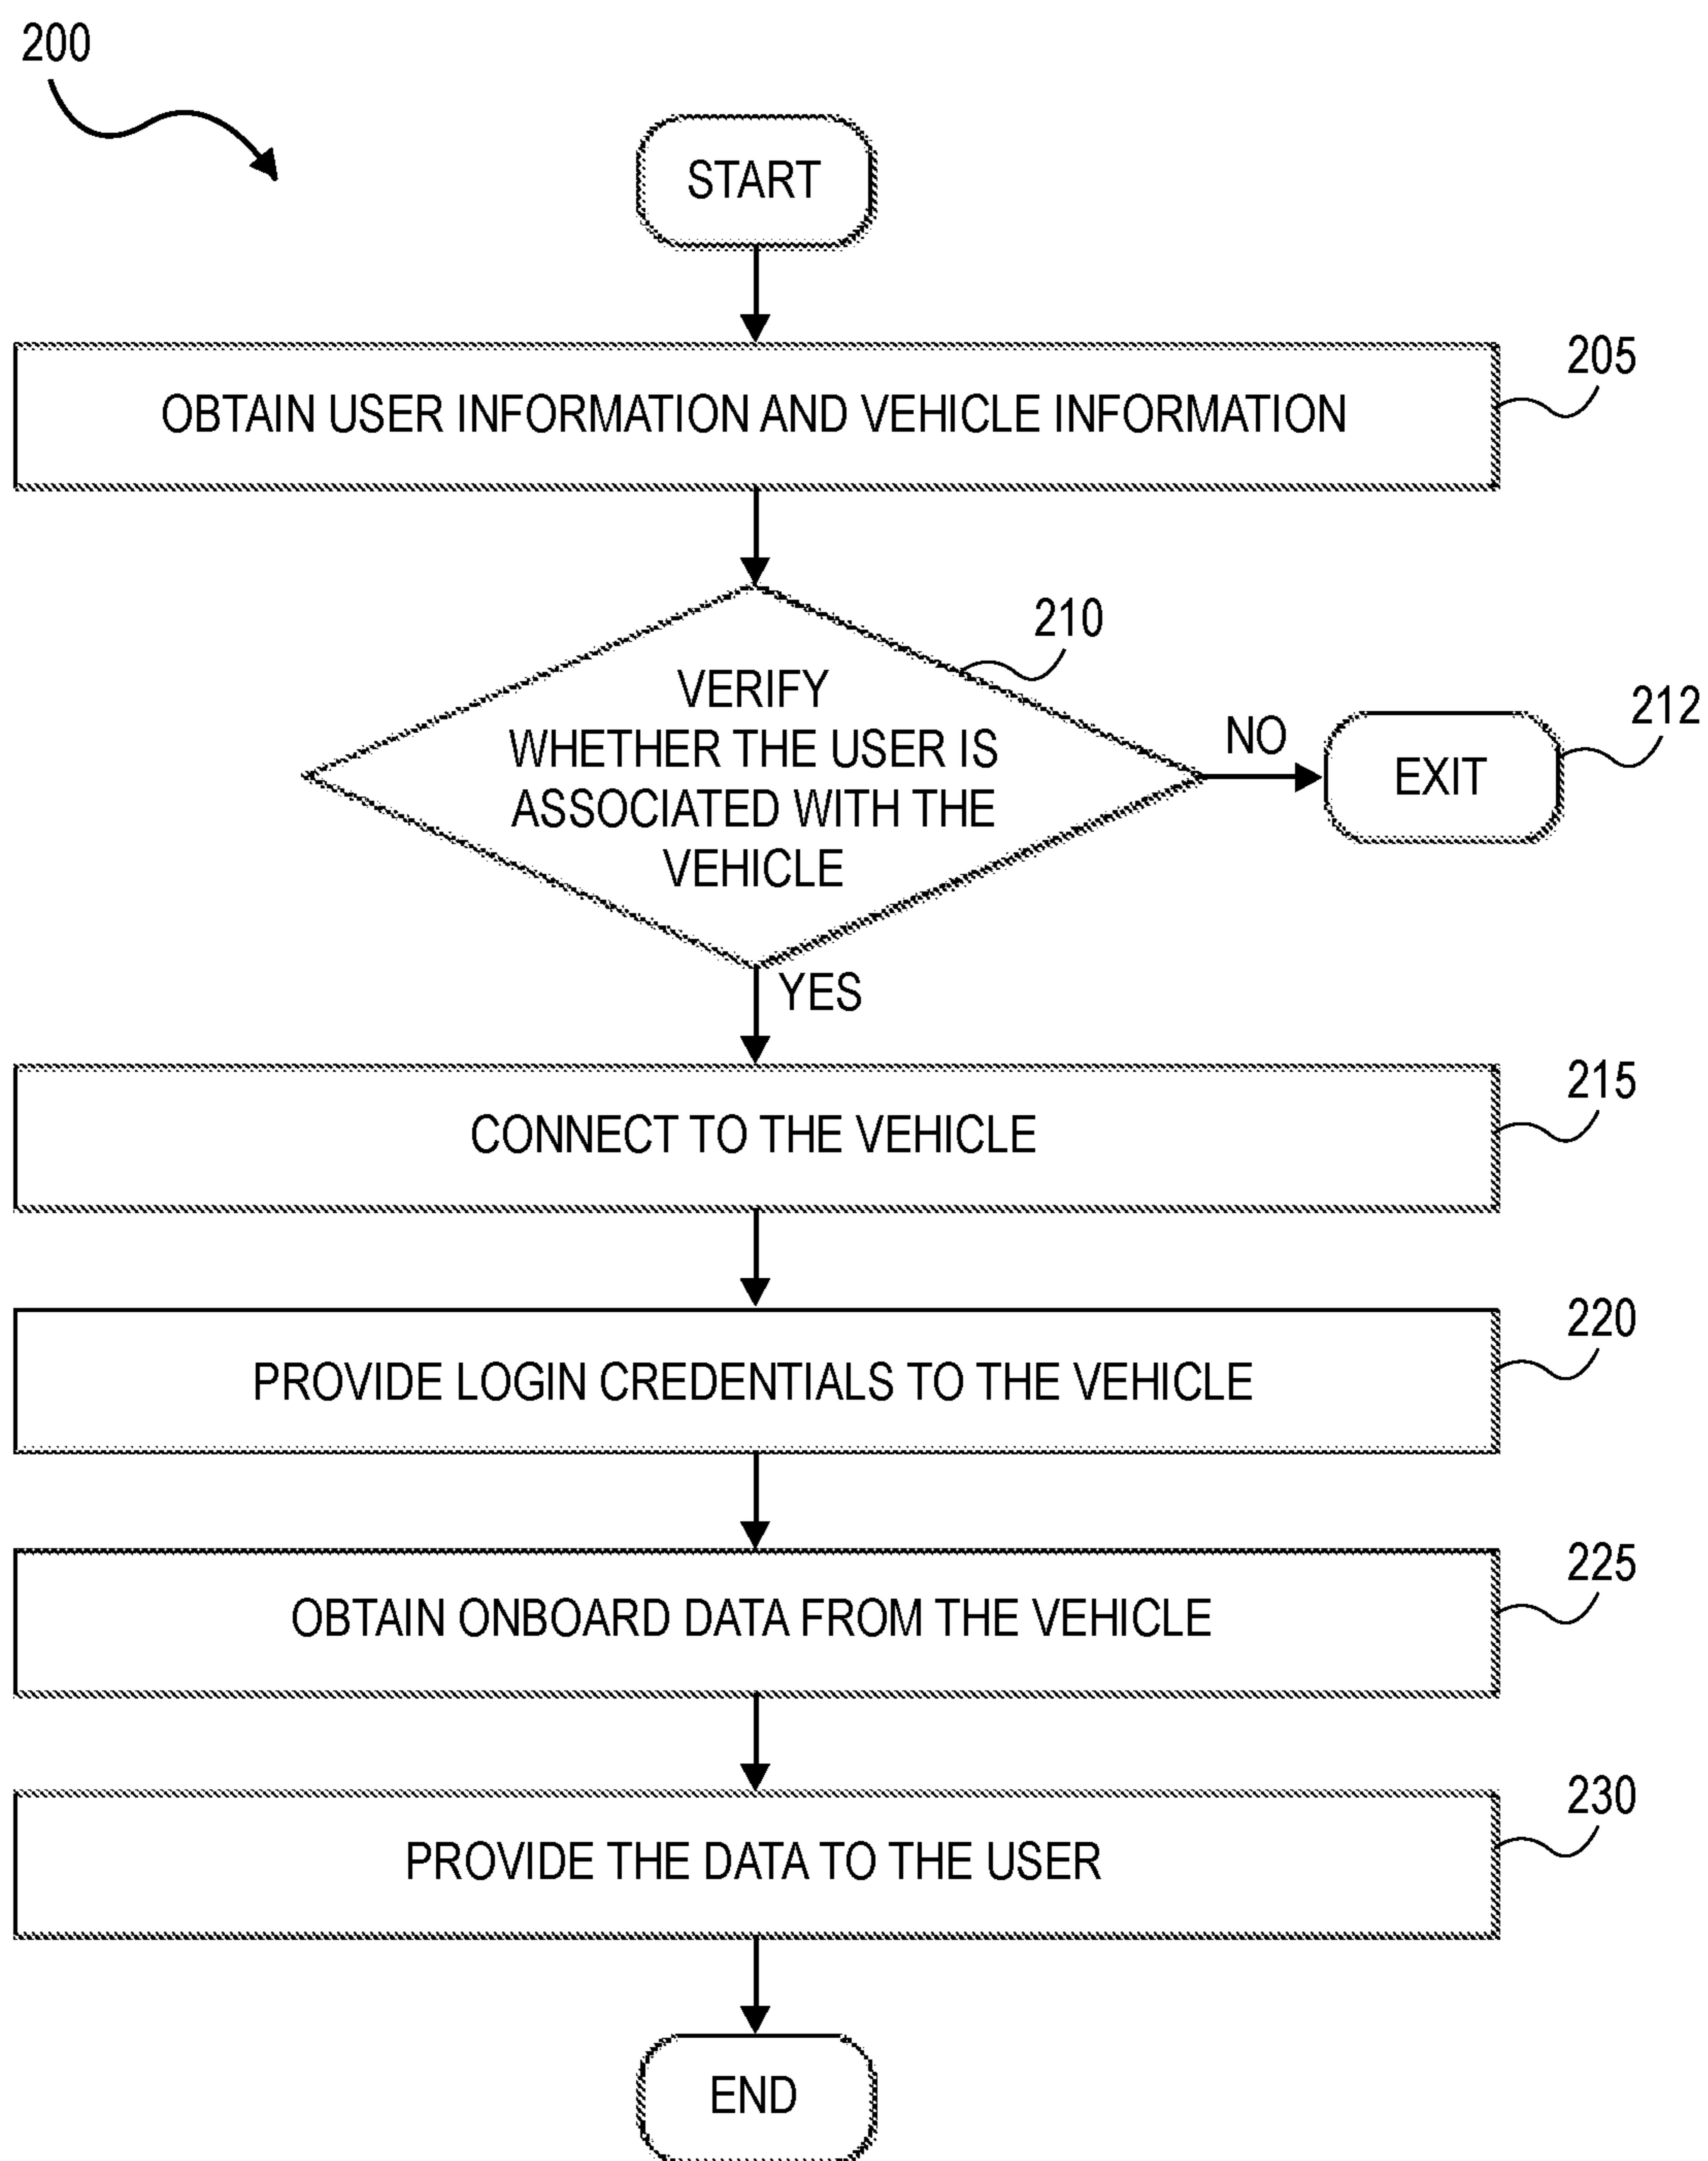 200
START
OBTAIN USER INFORMATION AND VEHICLE INFORMATION
205
VERIFY
WHETHER THE USER IS
ASSOCIATED WITH THE
VEHICLE
210
NO
EXIT
212
YES
CONNECT TO THE VEHICLE
215
PROVIDE LOGIN CREDENTIALS TO THE VEHICLE
220
OBTAIN ONBOARD DATA FROM THE VEHICLE
225
PROVIDE THE DATA TO THE USER
230
END